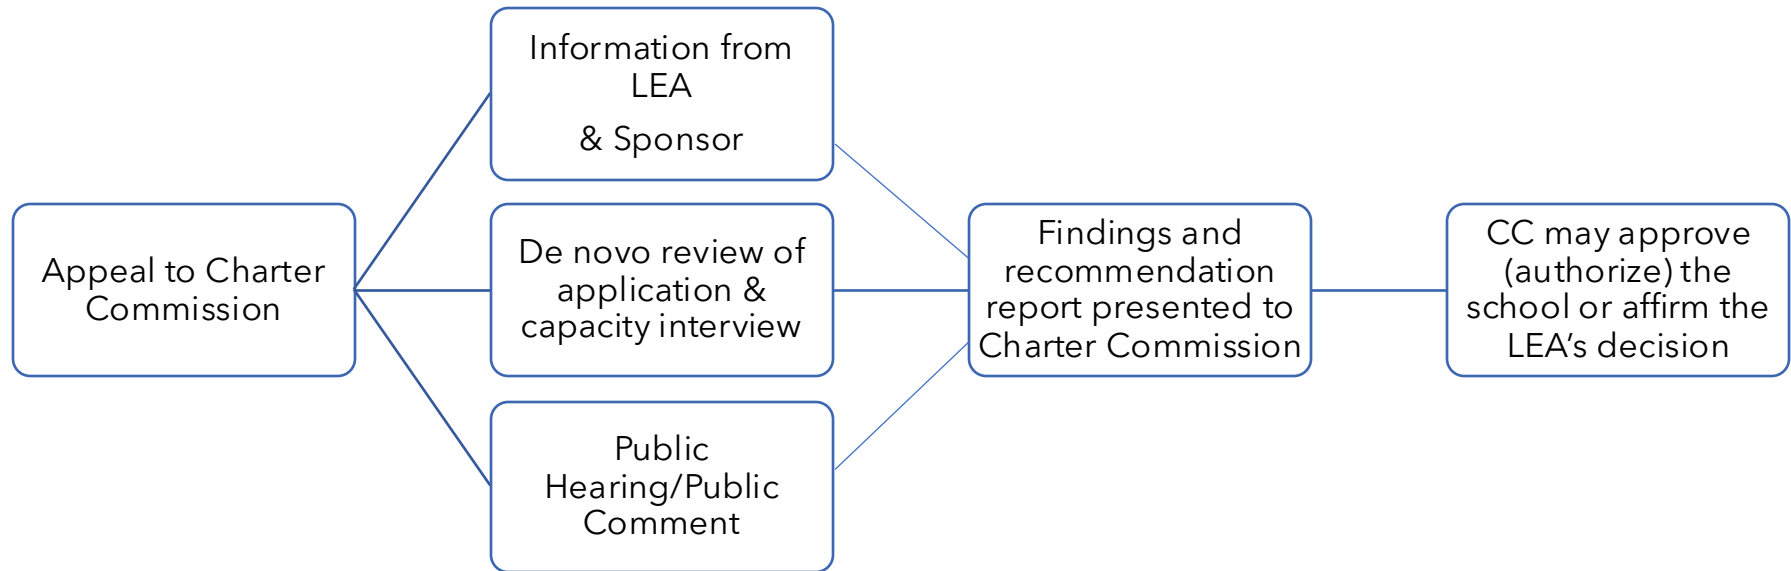 Appeal to Charter
Commission
Information from
LEA
& Sponsor
De novo review of
application &
capacity interview
Public
Hearing/Public
Comment
Findings and
recommendation
report presented to
Charter Commission
CC may approve
(authorize) the
school or affirm the
LEA’s decision